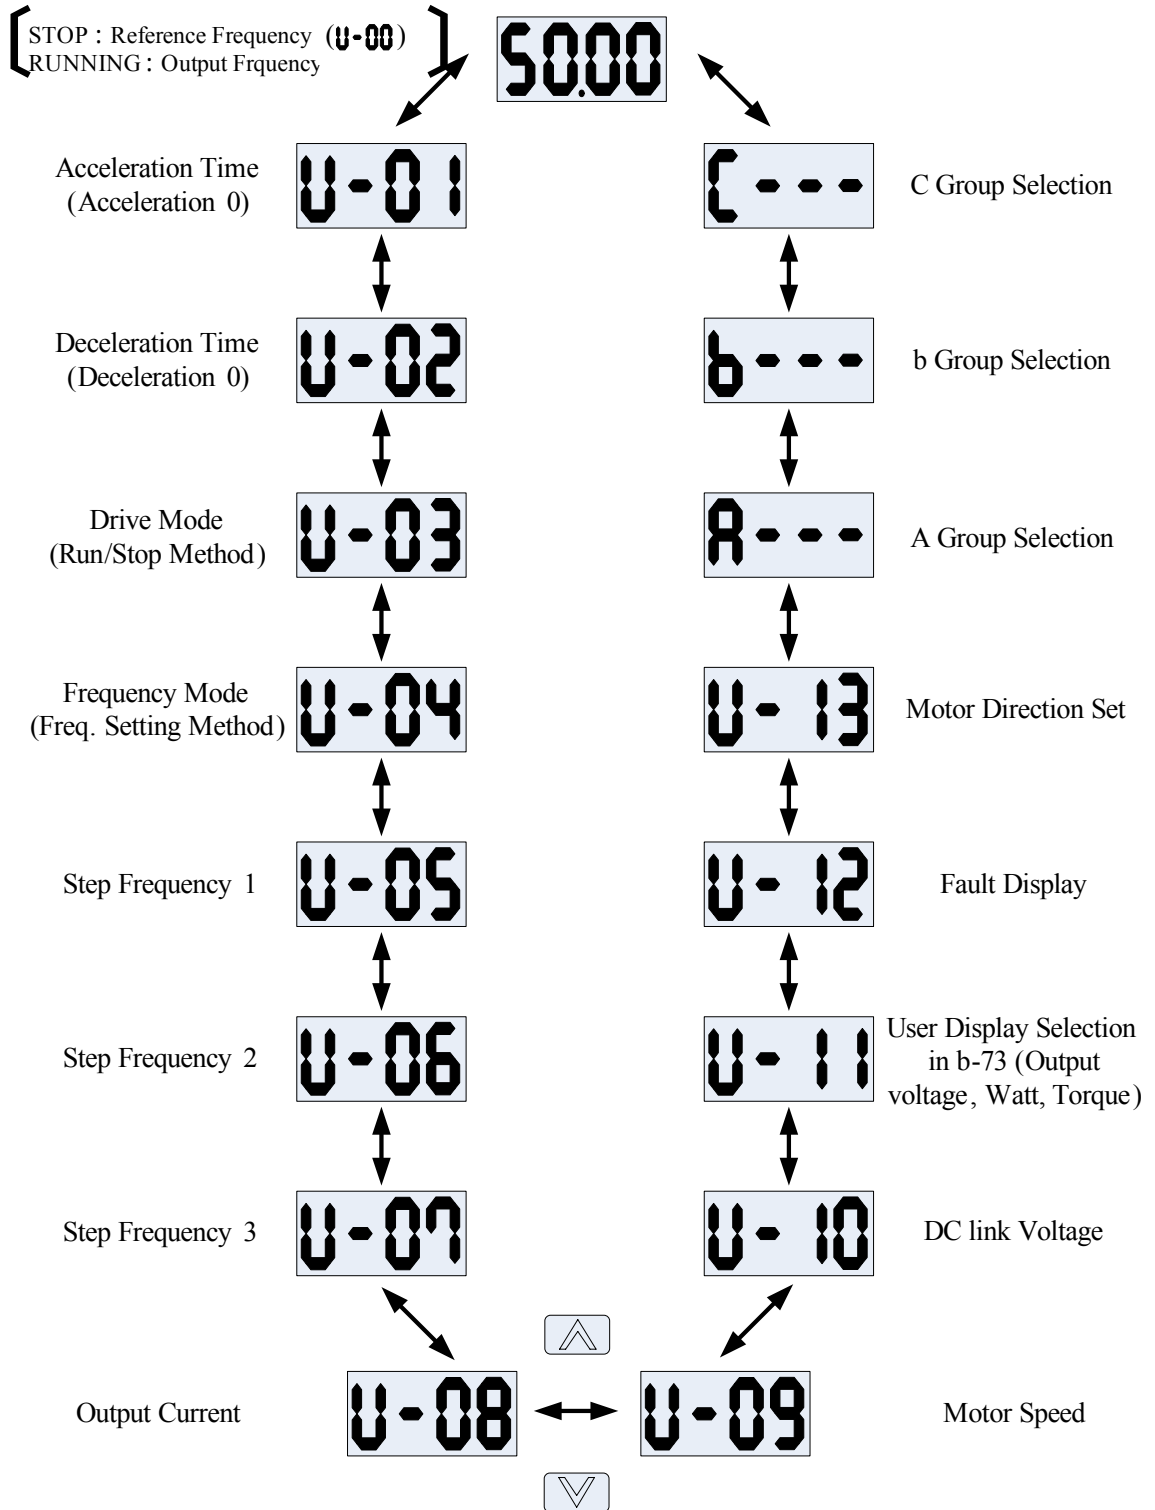 STOP : Reference Frequency (U-00)
RUNNING : Output Frquency
50.00
Acceleration Time
(Acceleration 0)
U-01
C---
C Group Selection
Deceleration Time
(Deceleration 0)
U-02
b---
b Group Selection
Drive Mode
(Run/Stop Method)
U-03
A---
A Group Selection
Frequency Mode
(Freq. Setting Method)
U-04
U-13
Motor Direction Set
Step Frequency 1
U-05
U-12
Fault Display
Step Frequency 2
U-06
U-11
User Display Selection
in b-73 (Output
voltage, Watt, Torque)
Step Frequency 3
U-07
U-10
DC link Voltage
Output Current
U-08
U-09
Motor Speed